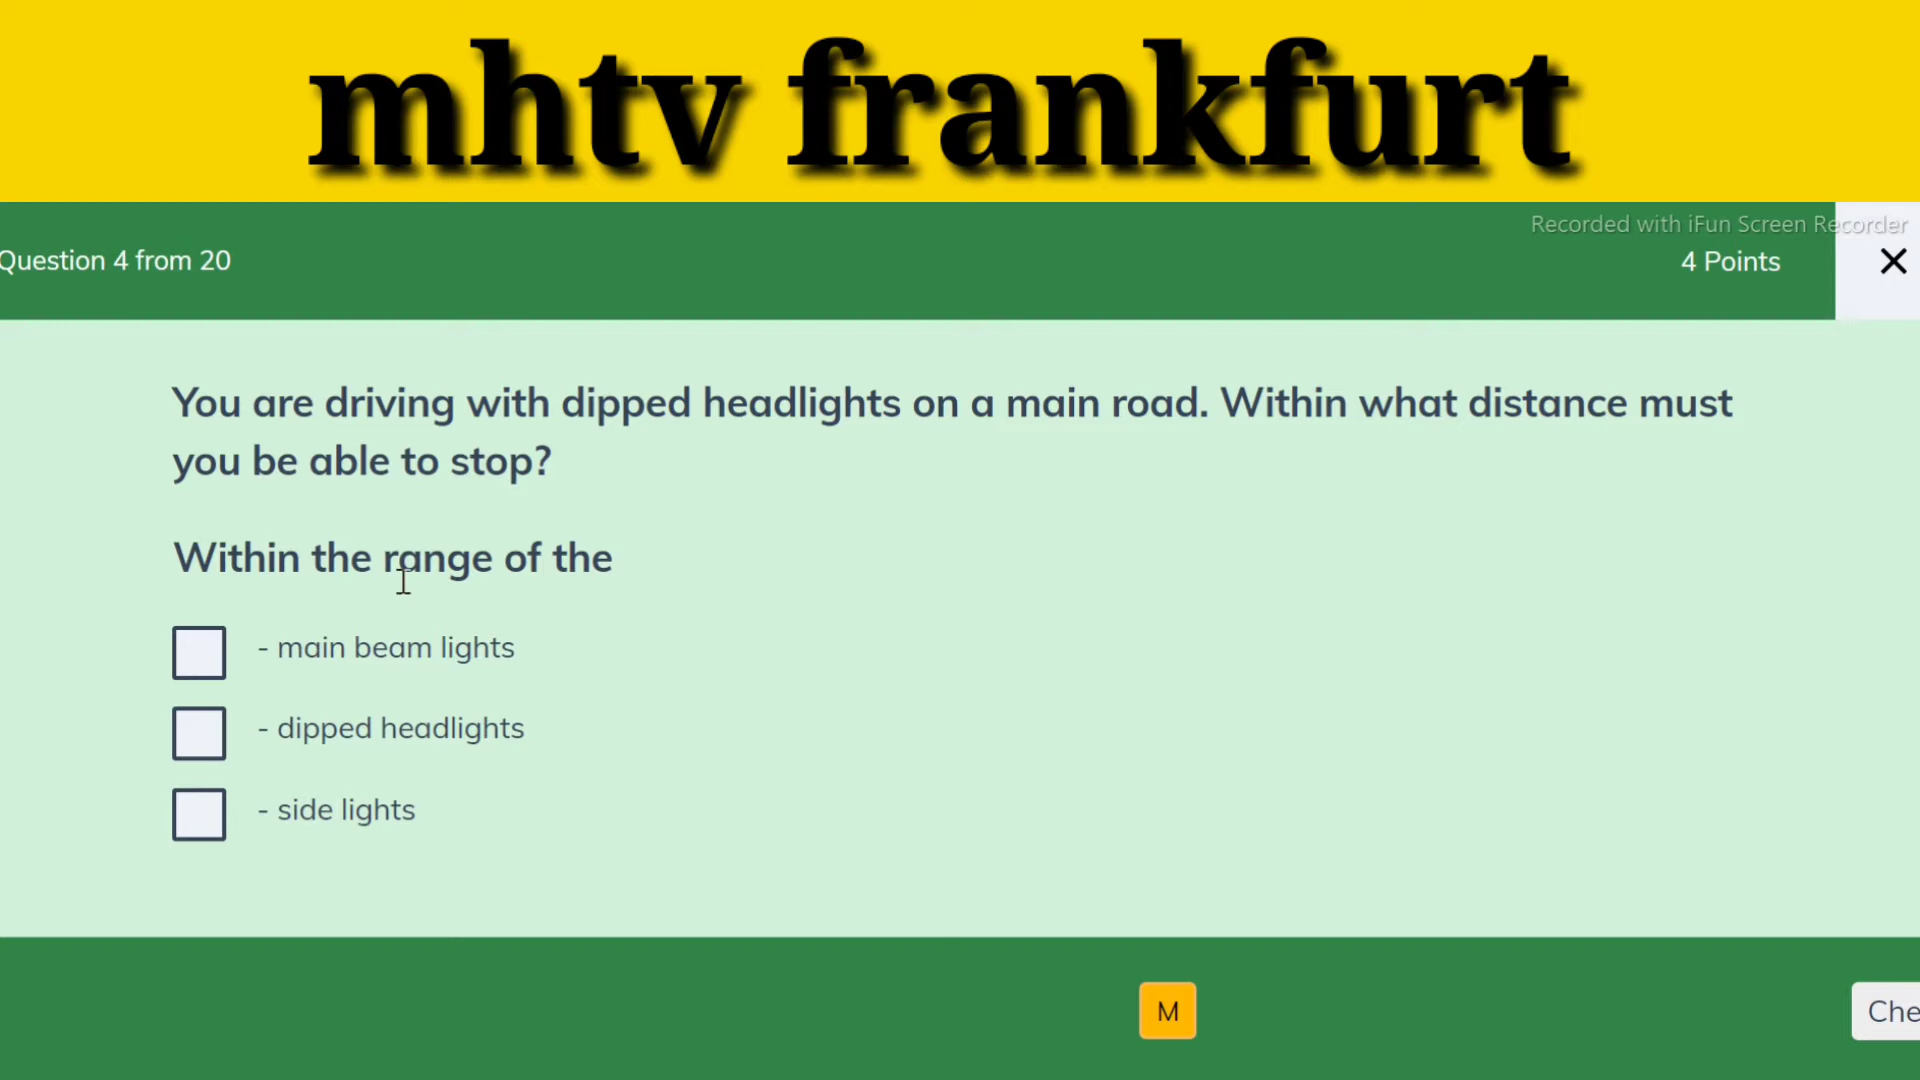 mhtv frankfurt
Recorded with iFun Screen Recorder
Question 4 from 20
4 Points
You are driving with dipped headlights on a main road. Within what distance must
you be able to stop?
Within the range of the
- main beam lights
- dipped headlights
- side lights
M
Che